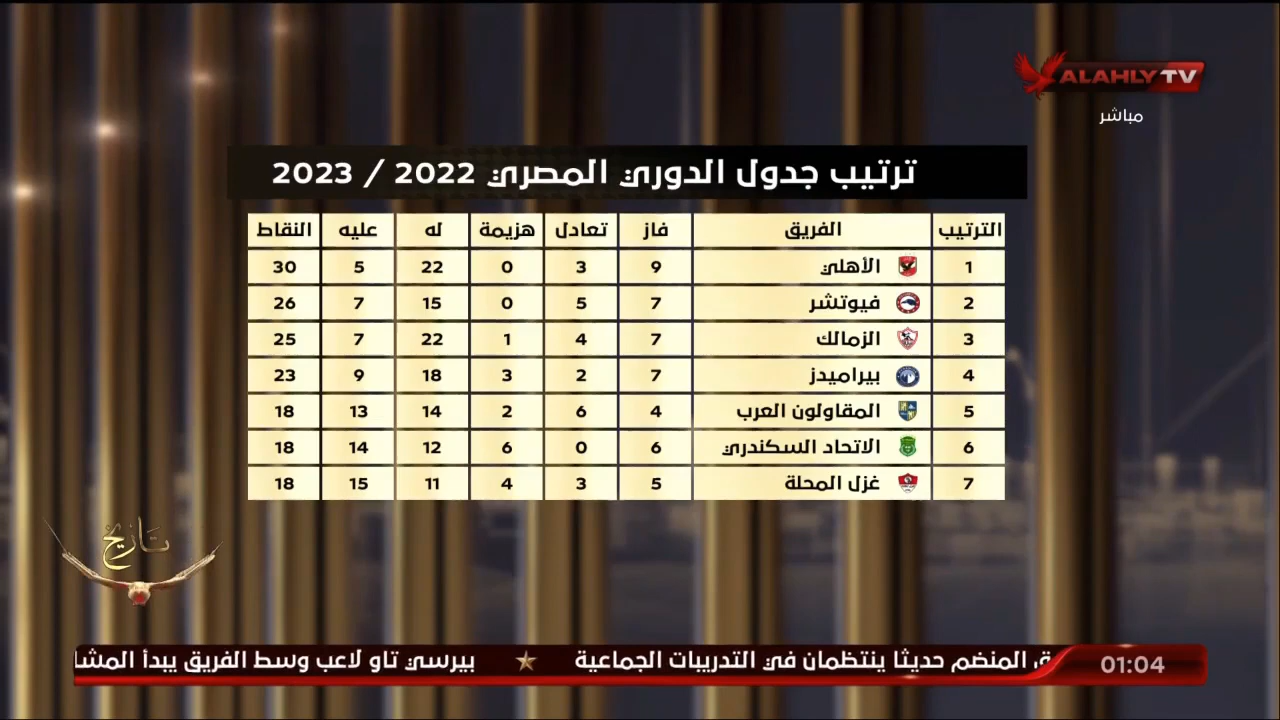 ALAHLY TV
مباشر
ترتيب جدول الدوري المصري 2022 / 2023
الترتيب الفريق فاز تعادل هزيمة له عليه النقاط
1 الأهلي 9 3 0 22 5 30
2 فيوتشر 7 5 0 15 7 26
3 الزمالك 7 4 1 22 7 25
4 بيراميدز 7 2 3 18 9 23
5 المقاولون العرب 4 6 2 14 13 18
6 الاتحاد السكندري 6 0 6 12 14 18
7 غزل المحلة 5 3 4 11 15 18
تاريخ
01:04 المنضم حديثا ينتظمان في التدريبات الجماعية بيرسي تاو لاعب وسط الفريق يبدأ